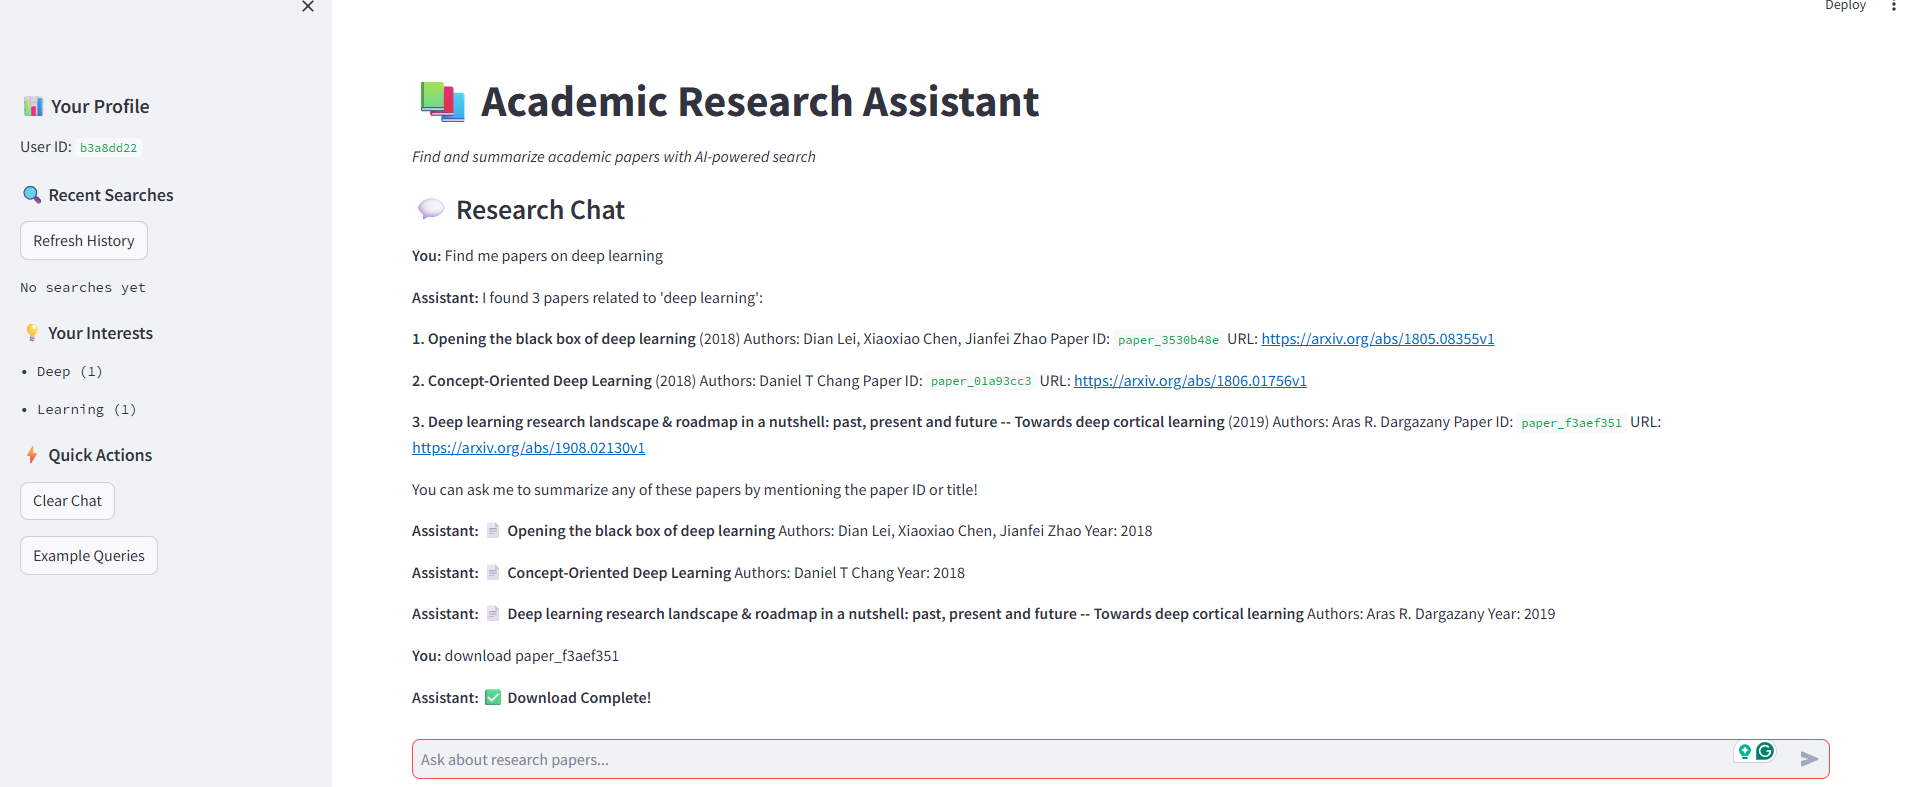 Deploy
Your Profile
User ID: b3a8dd22
Recent Searches
Refresh History
No searches yet
Your Interests
• Deep (1)
• Learning (1)
Quick Actions
Clear Chat
Example Queries
Academic Research Assistant
Find and summarize academic papers with AI-powered search
Research Chat
You: Find me papers on deep learning
Assistant: I found 3 papers related to 'deep learning':
1. Opening the black box of deep learning (2018) Authors: Dian Lei, Xiaoxiao Chen, Jianfei Zhao Paper ID: paper_3530b48e URL: https://arxiv.org/abs/1805.08355v1
2. Concept-Oriented Deep Learning (2018) Authors: Daniel T Chang Paper ID: paper_01a93cc3 URL: https://arxiv.org/abs/1806.01756v1
3. Deep learning research landscape & roadmap in a nutshell: past, present and future -- Towards deep cortical learning (2019) Authors: Aras R. Dargazany Paper ID: paper_f3aef351 URL:
https://arxiv.org/abs/1908.02130v1
You can ask me to summarize any of these papers by mentioning the paper ID or title!
Assistant: Opening the black box of deep learning Authors: Dian Lei, Xiaoxiao Chen, Jianfei Zhao Year: 2018
Assistant: Concept-Oriented Deep Learning Authors: Daniel T Chang Year: 2018
Assistant: Deep learning research landscape & roadmap in a nutshell: past, present and future -- Towards deep cortical learning Authors: Aras R. Dargazany Year: 2019
You: download paper_f3aef351
Assistant: ✅ Download Complete!
Ask about research papers...